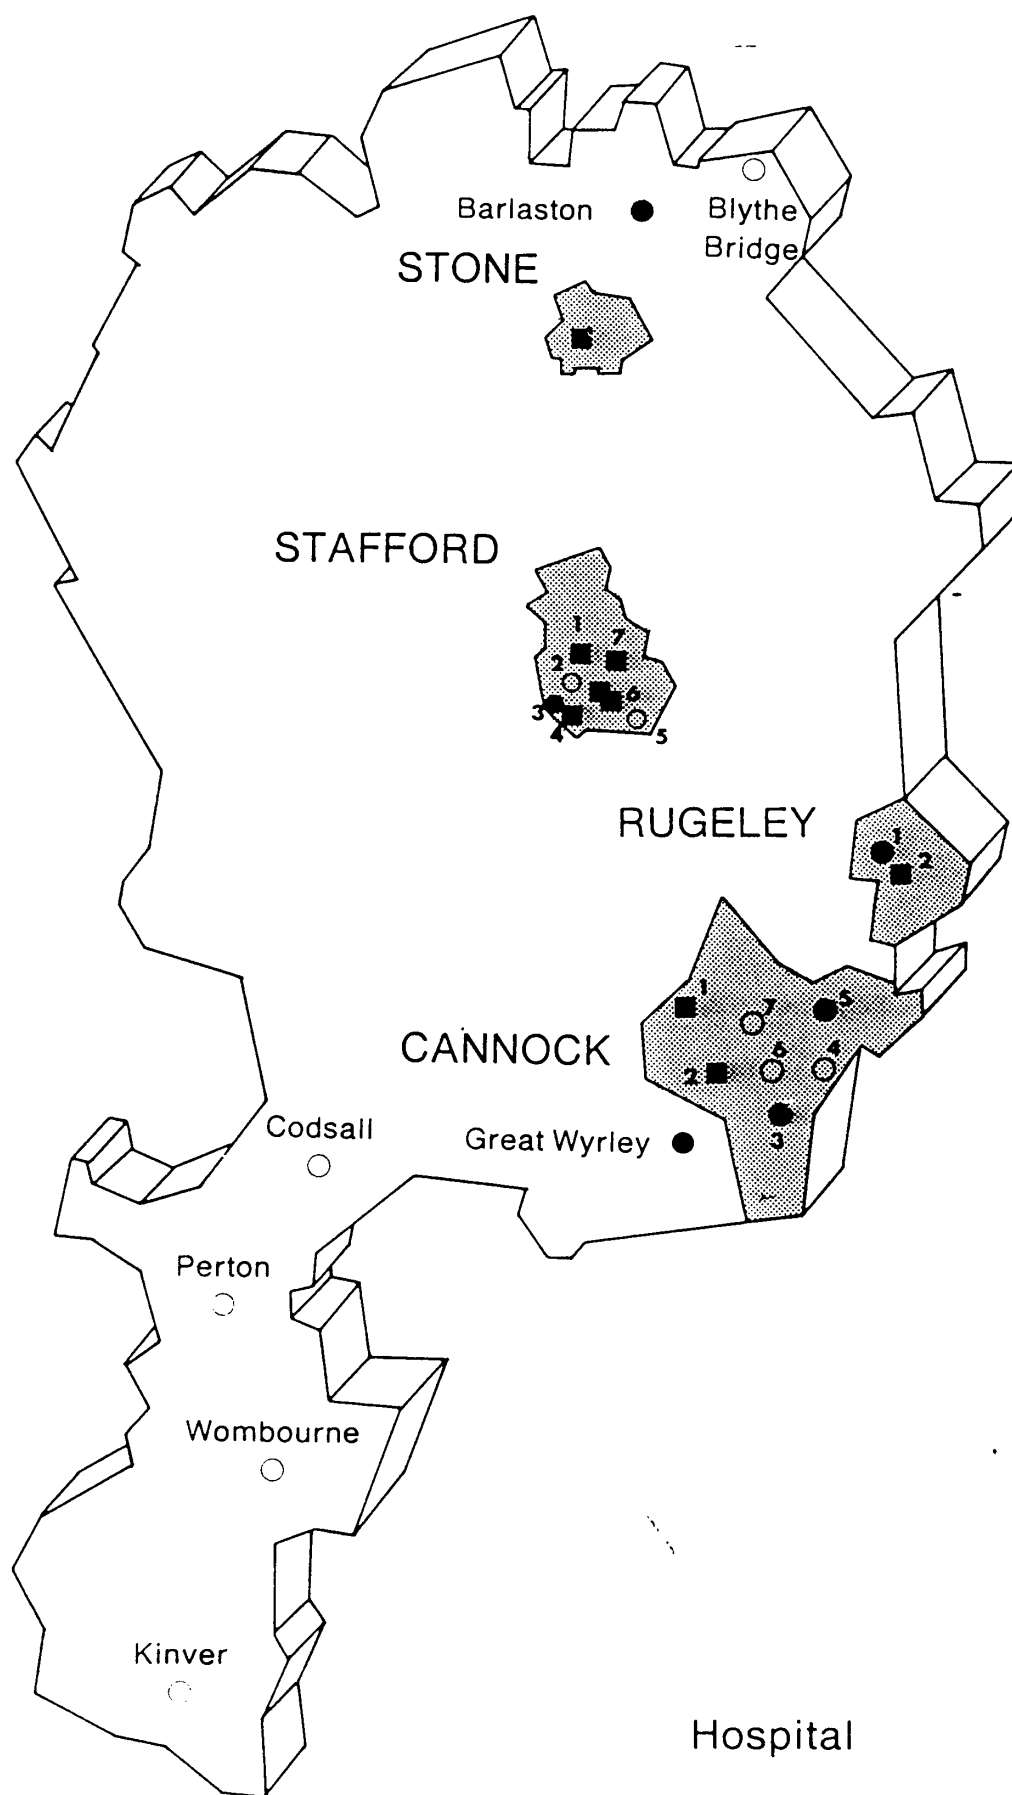 Barlaston
Blythe
Bridge
STONE
STAFFORD
1
7
2
6
3
4
5
RUGELEY
1
2
CANNOCK
1
7
5
2
6
4
3
Codsall
Great Wyrley
Perton
Wombourne
Kinver
Hospital